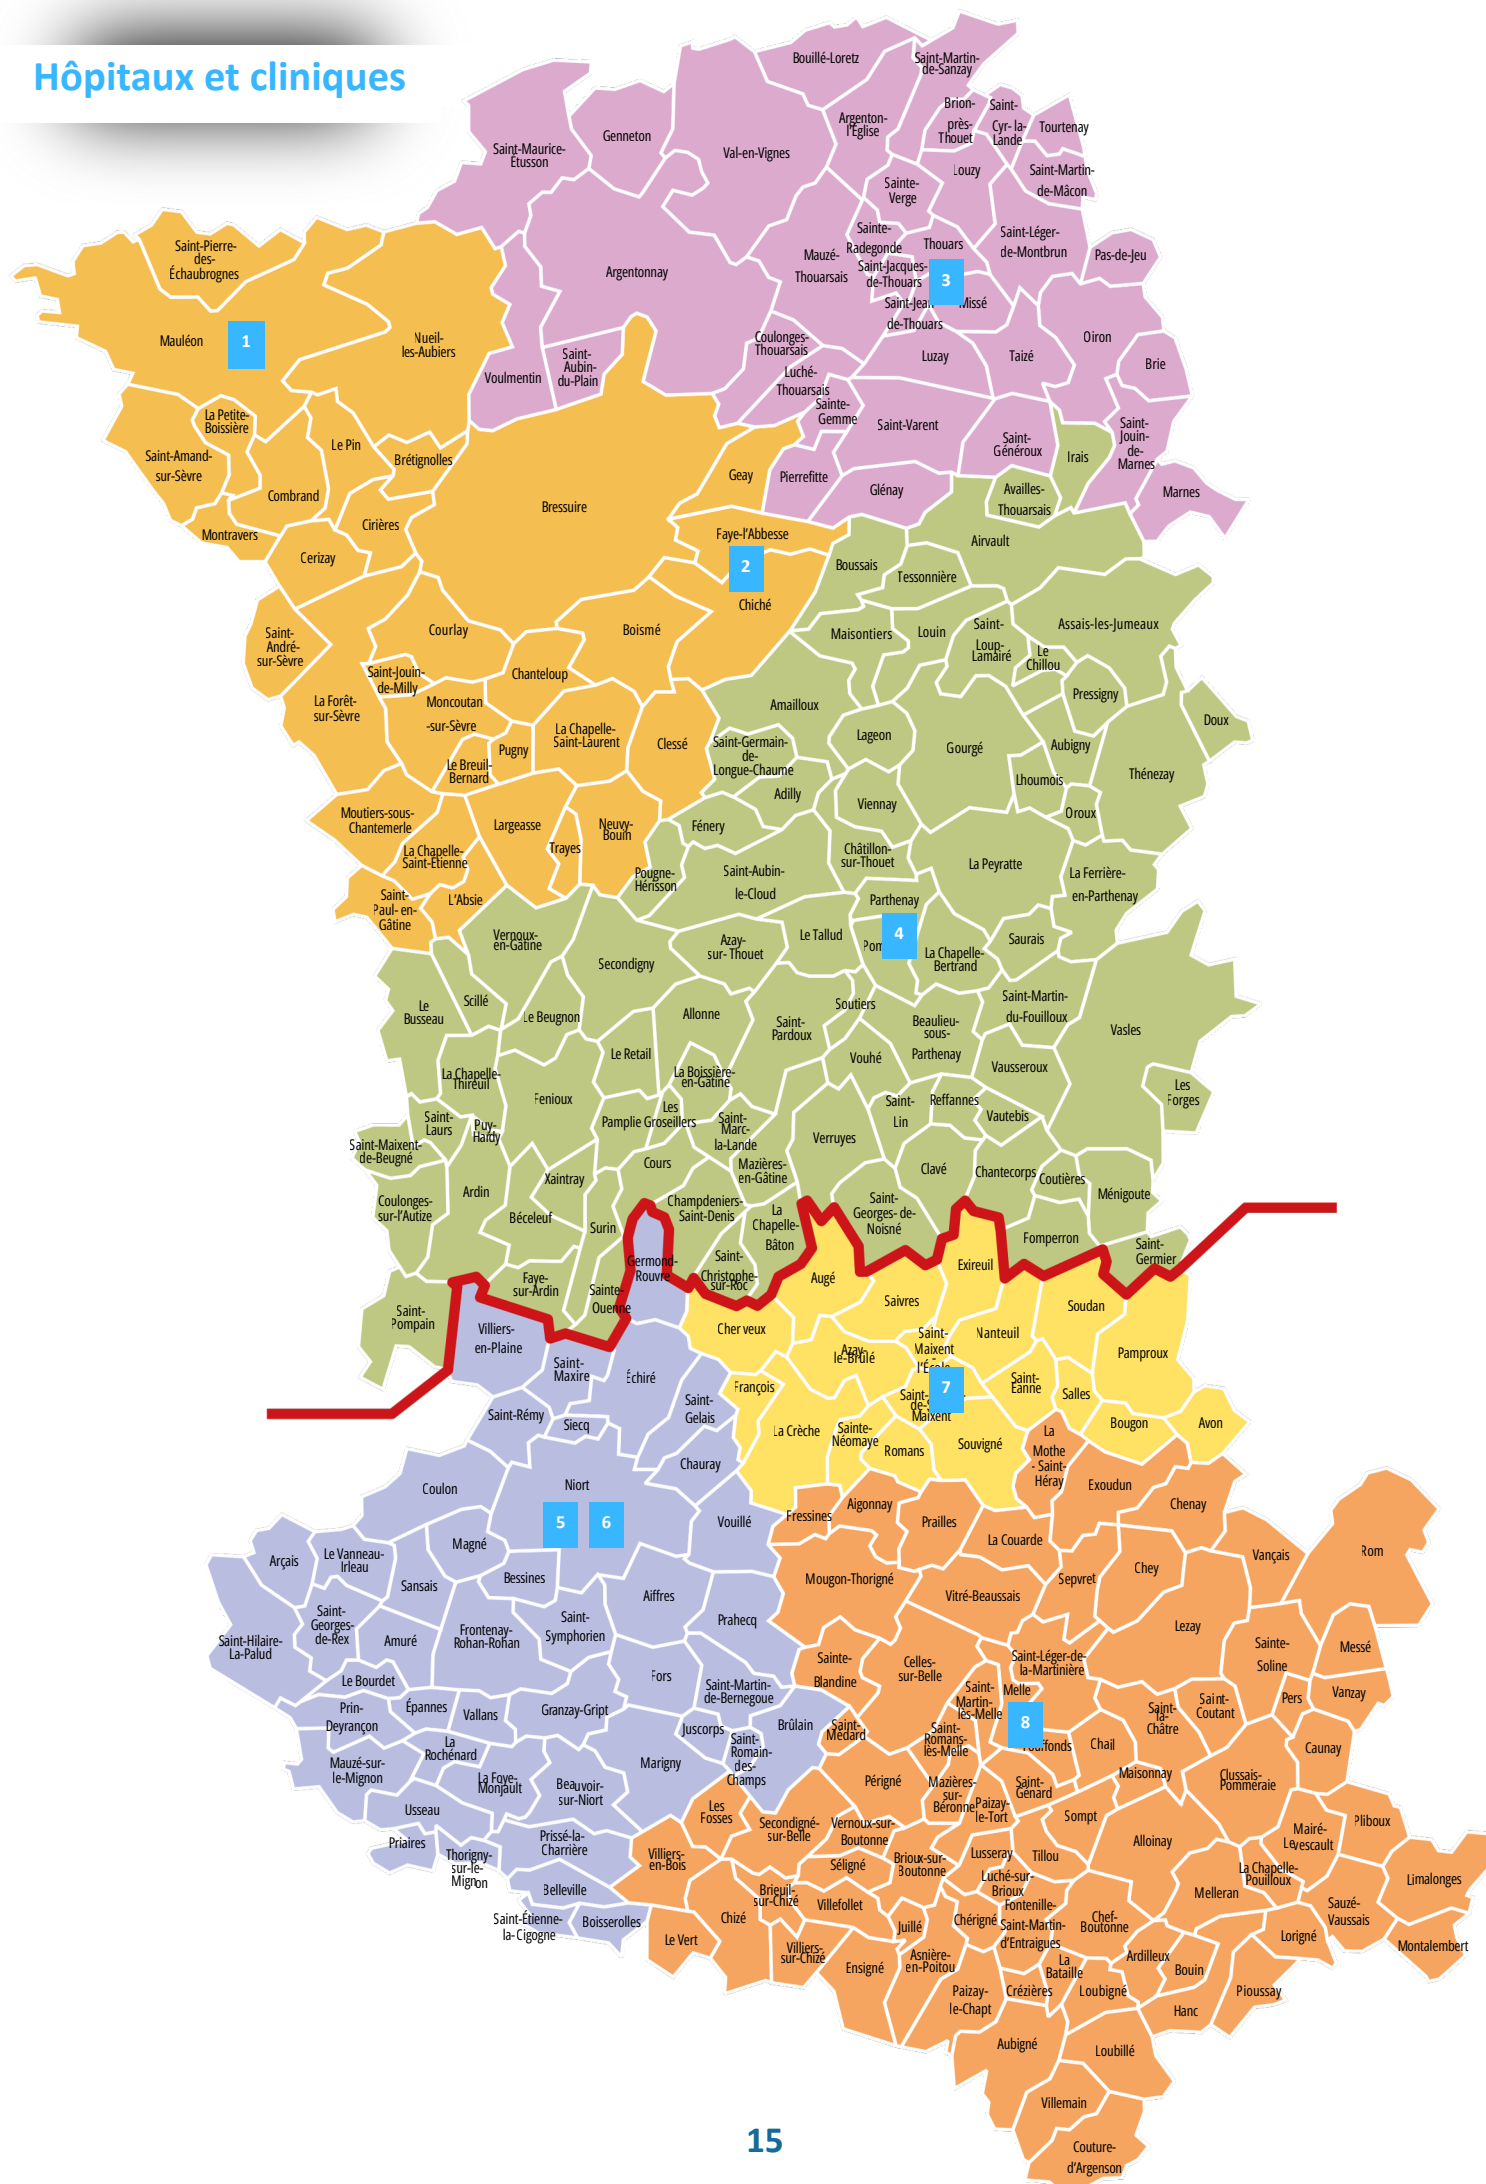 Hôpitaux et cliniques
Bouillé-Loretz
Saint-Martin-
de-Sanzay
Genneton
Saint-Maurice-
Étusson
Val-en-Vignes
Argenton-
l'Église
Brion-
près-
Thouet
Saint-
Cyr- la-
Lande
Tourtenay
Louzy
Saint-Martin-
de-Mâcon
Sainte-
Verge
Sainte-
Radegonde
Thouars
Saint-Léger-
de-Montbrun
Pas-de-Jeu
Saint-Pierre-
des-
Échaubrognes
Argentonnay
Mauzé-
Thouarsais
Saint-Jacques-
de-Thouars
3
Saint-Jean
de-Thouars
Missé
Mauléon
1
Nueil-
les-Aubiers
Voulmentin
Saint-
Aubin-
du-Plain
Coulonges-
Thouarsais
Luché-
Thouarsais
Luzay
Taizé
Oiron
Brie
Sainte-
Gemme
Saint-Varent
Saint-
Généroux
Irais
Saint-
Jouin-
de-
Marnes
Marnes
La Petite-
Boissière
Le Pin
Saint-Amand-
sur-Sèvre
Combrand
Brétignolles
Cirières
Montravers
Cerizay
Bressuire
Geay
Pierrefitte
Glénay
Availles-
Thouarsais
Faye-l'Abbesse
2
Chiché
Airvault
Boussais
Tessonnière
Saint-
André-
sur-Sèvre
Courlay
Boismé
Maisontiers
Louin
Saint-
Loup-
Lamairé
Le
Chillou
Assais-les-Jumeaux
Saint-Jouin-
de-Milly
Chanteloup
La Forêt-
sur-Sèvre
Moncoutan
-sur-Sèvre
Pugny
Le Breuil-
Bernard
La Chapelle-
Saint-Laurent
Clessé
Amailloux
Saint-Germain-
de-
Longue-Chaume
Lageon
Gourgé
Pressigny
Aubigny
Doux
Thénezay
Lhoumois
Oroux
Adilly
Viennay
Fénery
Moutiers-sous-
Chantemerle
Largeasse
Trayes
Neuvy-
Bouin
La Chapelle-
Saint-Étienne
Pougne-
Hérisson
Saint-Aubin-
le-Cloud
Châtillon-
sur-Thouet
La Peyratte
La Ferrière-
en-Parthenay
Saint-
Paul- en-
Gâtine
L'Absie
Parthenay
4
Vernoux-
en-Gâtine
Secondigny
Azay-
sur- Thouet
Le Tallud
La Chapelle-
Bertrand
Saurais
Le
Busseau
Scillé
Le Beugnon
Allonne
Saint-
Pardoux
Soutiers
Beaulieu-
sous-
Parthenay
Saint-Martin-
du-Fouilloux
Vasles
Le Retail
Vouhé
Vausseroux
La Chapelle-
Thireuil
La Boissière-
en-Gâtine
Les
Forges
Fenioux
Pamplie
Les
Groseillers
Saint-
Marc-
la-Lande
Saint-
Laurs
Puy-
Hardy
Verruyes
Saint-
Lin
Reffannes
Vautebis
Saint-Maixent-
de-Beugné
Cours
Mazières-
en-Gâtine
Clavé
Chantecorps
Coutières
Ménigoute
Coulonges-
sur-l'Autize
Ardin
Xaintray
Béceleuf
Surin
Champdeniers-
Saint-Denis
La
Chapelle-
Bâton
Saint-
Georges- de-
Noisné
Fomperron
Saint-
Germier
Germond-
Rouvre
Saint-
Christophe-
sur-Roc
Augé
Exireuil
Faye-
sur-Ardin
Sainte-
Ouenne
Saint-
Pompain
Villiers-
en-Plaine
Cher veux
Saivres
Soudan
Azay-
le-Brûlé
Saint-
Maixent
-
l'École
Nanteuil
Pamproux
Saint-
Maxire
Échiré
François
7
Saint-
Eanne
Salles
Saint-Rémy
Siecq
Saint-
Gelais
La Crèche
Sainte-
Néomaye
Romans
Maixent
Souvigné
Bougon
Avon
La
Mothe
- Saint-
Héray
Chauray
Coulon
Niort
5
6
Vouillé
Fressines
Aigonnay
Prailles
La Couarde
Exoudun
Chenay
Magné
Arçais
Le Vanneau-
Irleau
Sansais
Bessines
Aiffres
Mougon-Thorigné
Vitré-Beaussais
Sepvret
Chey
Vançais
Rom
Saint-
Georges-
de-Rex
Amuré
Frontenay-
Rohan-Rohan
Saint-
Symphorien
Prahecq
Lezay
Saint-Hilaire-
La-Palud
Le Bourdet
Fors
Saint-Martin-
de-Bernegoue
Sainte-
Blandine
Celles-
sur-Belle
Saint-Léger-de-
la-Martinière
Sainte-
Soline
Messé
Prin-
Deyrançon
Épannes
Vallans
Granzay-Gript
Juscorps
Brûlain
Saint-
Médard
Saint-
Martin-
lès-Melle
Melle
8
Saint-
la-
Châtre
Saint-
Coutant
Pers
Vanzay
La
Rochénard
Mauzé-sur-
le-Mignon
La Foye-
Monjault
Beauvoir-
sur-Niort
Marigny
Saint-
Romain-
des-
Champs
Saint-
Romans-
lès-Melle
Chail
Maisonnay
Clussais-
Pommeraie
Caunay
Usseau
Priaires
Prissé-la-
Charrière
Les
Fosses
Secondigné-
sur-Belle
Périgné
Vernoux-sur-
Boutonne
Mazières-
sur-
Béronne
Paizay-
le-Tort
Saint-
Génard
Sompt
Alloinay
Mairé-
Levescault
Pliboux
Thorigny-
sur-le-
Mignon
Belleville
Villiers-
en-Bois
Séligné
Brioux-sur-
Boutonne
Lusseray
Tillou
Luché-sur-
Brioux
La Chapelle-
Pouilloux
Melleran
Limalonges
Saint-Étienne-
la-Cigogne
Boisserolles
Chizé
Brieuil-
sur-Chizé
Villefollet
Juillé
Chérigné
Fontenille-
Saint-Martin-
d'Entraigues
Chef-
Boutonne
Sauzé-
Vaussais
Lorigné
Montalembert
Le Vert
Villiers-
sur-Chizé
Ensigné
Asnière-
en-Poitou
La
Bataille
Ardilleux
Bouin
Paizay-
le-Chapt
Crézières
Loubigné
Hanc
Pioussay
Aubigné
Loubillé
Villemain
Couture-
d'Argenson
15